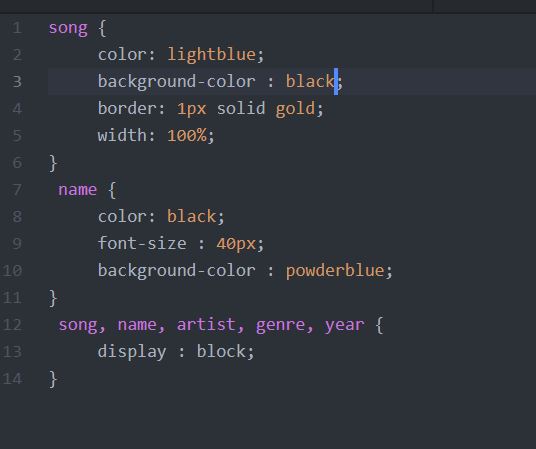 1 song {
2 color: lightblue;
3 background-color : black;
4 border: 1px solid gold;
5 width: 100%;
6 }
7 name {
8 color: black;
9 font-size : 40px;
10 background-color : powderblue;
11 }
12 song, name, artist, genre, year {
13 display : block;
14 }